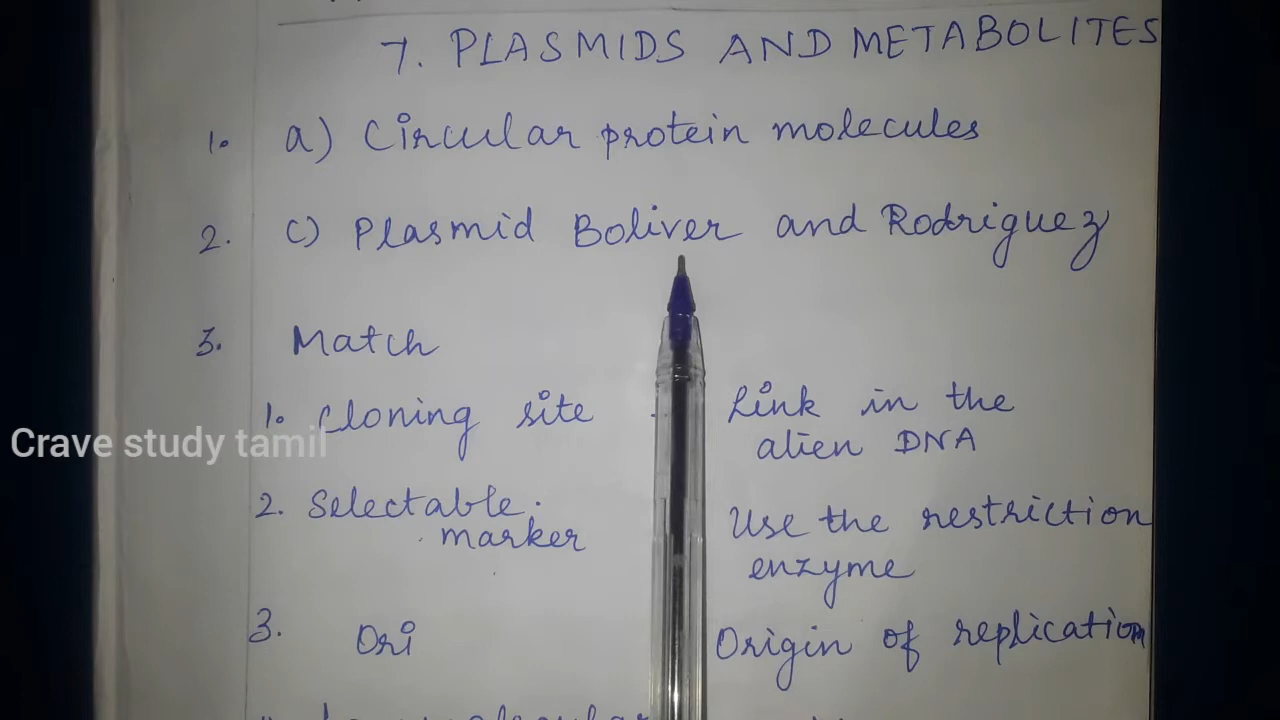 7. PLASMIDS AND METABOLITES
1. a) Circular protein molecules
2. c) Plasmid Boliver and Rodriguez
3. Match
1. Cloning site - Link in the
alien DNA
Crave study tamil
2. Selectable. Use the restriction
marker enzyme
3. Ori Origin of replication